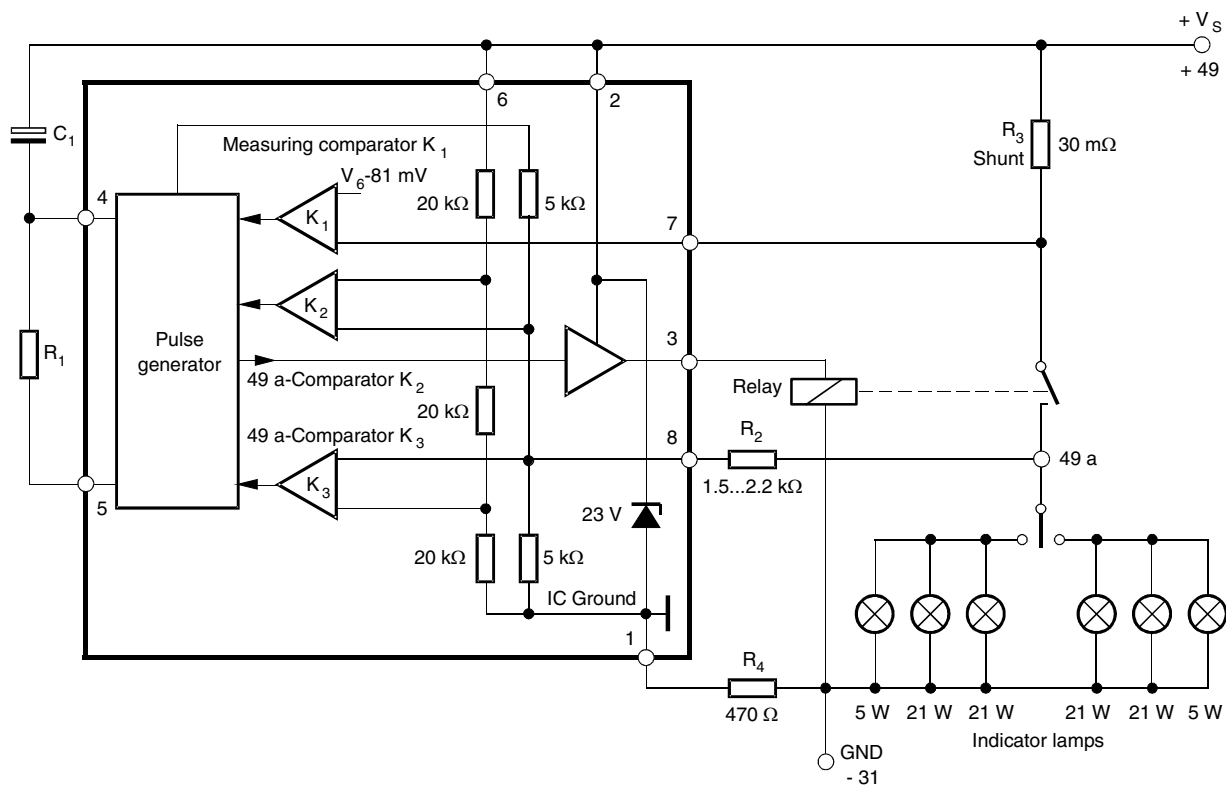 + V S
+ 49
6
2
C 1
R 3
Shunt
30 mΩ
Measuring comparator K 1
V 6 -81 mV
4
20 kΩ
5 kΩ
K 1
7
K 2
Pulse
generator
3
R 1
49 a-Comparator K 2
Relay
20 kΩ
49 a-Comparator K 3
8
R 2
49 a
1.5...2.2 kΩ
K 3
5
23 V
20 kΩ
5 kΩ
IC Ground
1
R 4
470 Ω
5 W
21 W
21 W
21 W
21 W
5 W
Indicator lamps
GND
- 31